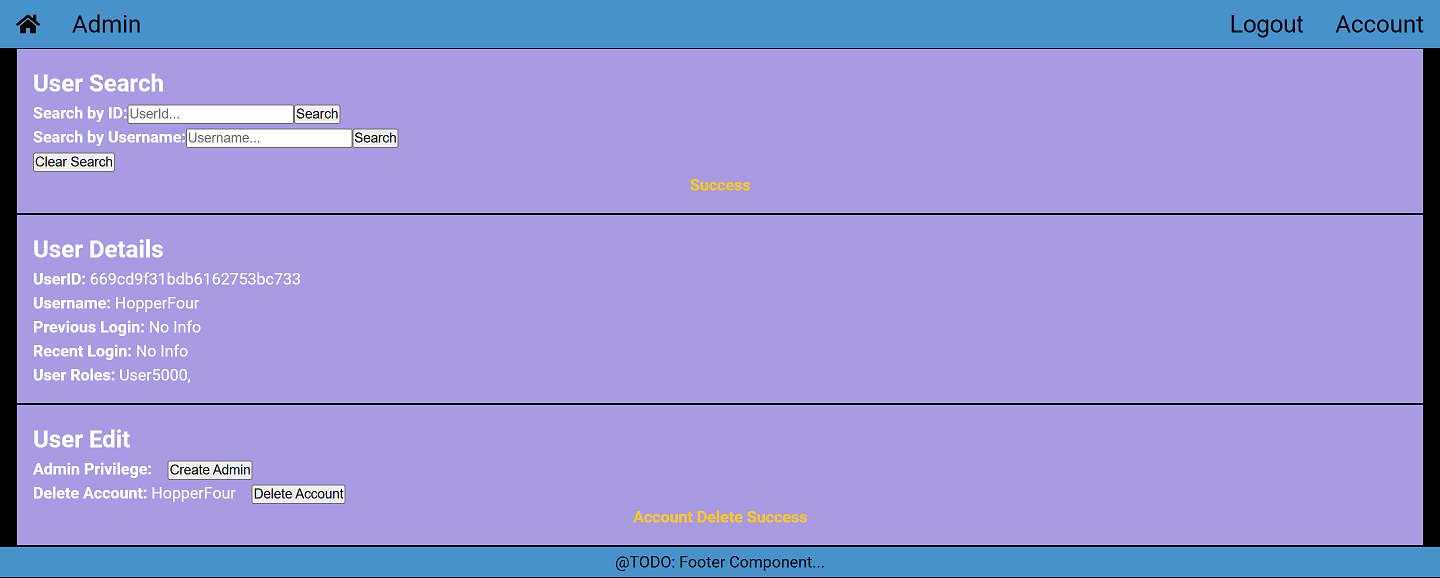 Admin Logout Account
User Search
Search by ID: UserId... Search
Search by Username: Username... Search
Clear Search
Success
User Details
UserID: 669cd9f31bdb6162753bc733
Username: HopperFour
Previous Login: No Info
Recent Login: No Info
User Roles: User5000,
User Edit
Admin Privilege: Create Admin
Delete Account: HopperFour Delete Account
Account Delete Success
@TODO: Footer Component...